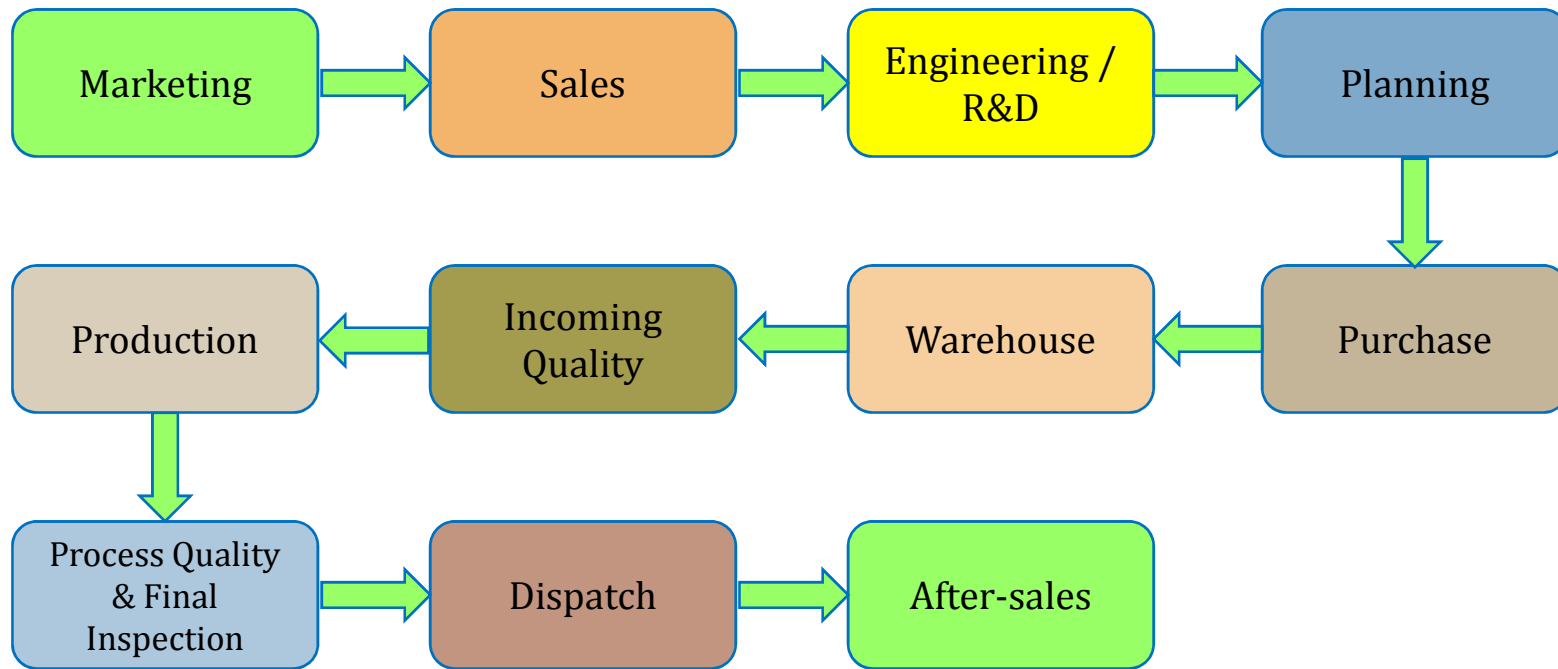 Marketing
Sales
Engineering /
R&D
Planning
Production
Incoming
Quality
Warehouse
Purchase
Process Quality
& Final
Inspection
Dispatch
After-sales